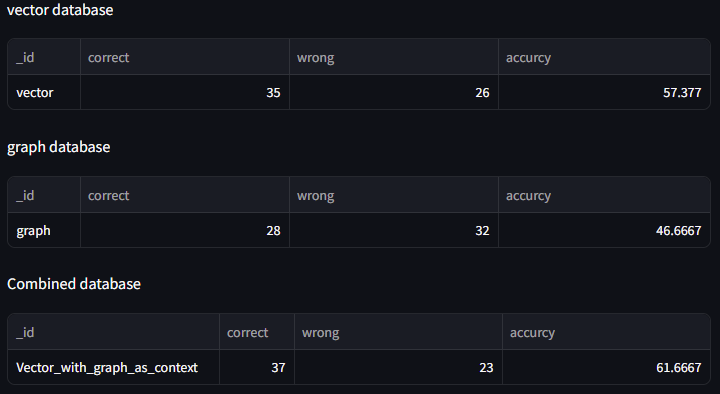 vector database
_id correct wrong accurcy
vector 35 26 57.377
graph database
_id correct wrong accurcy
graph 28 32 46.6667
Combined database
_id correct wrong accurcy
Vector_with_graph_as_context 37 23 61.6667